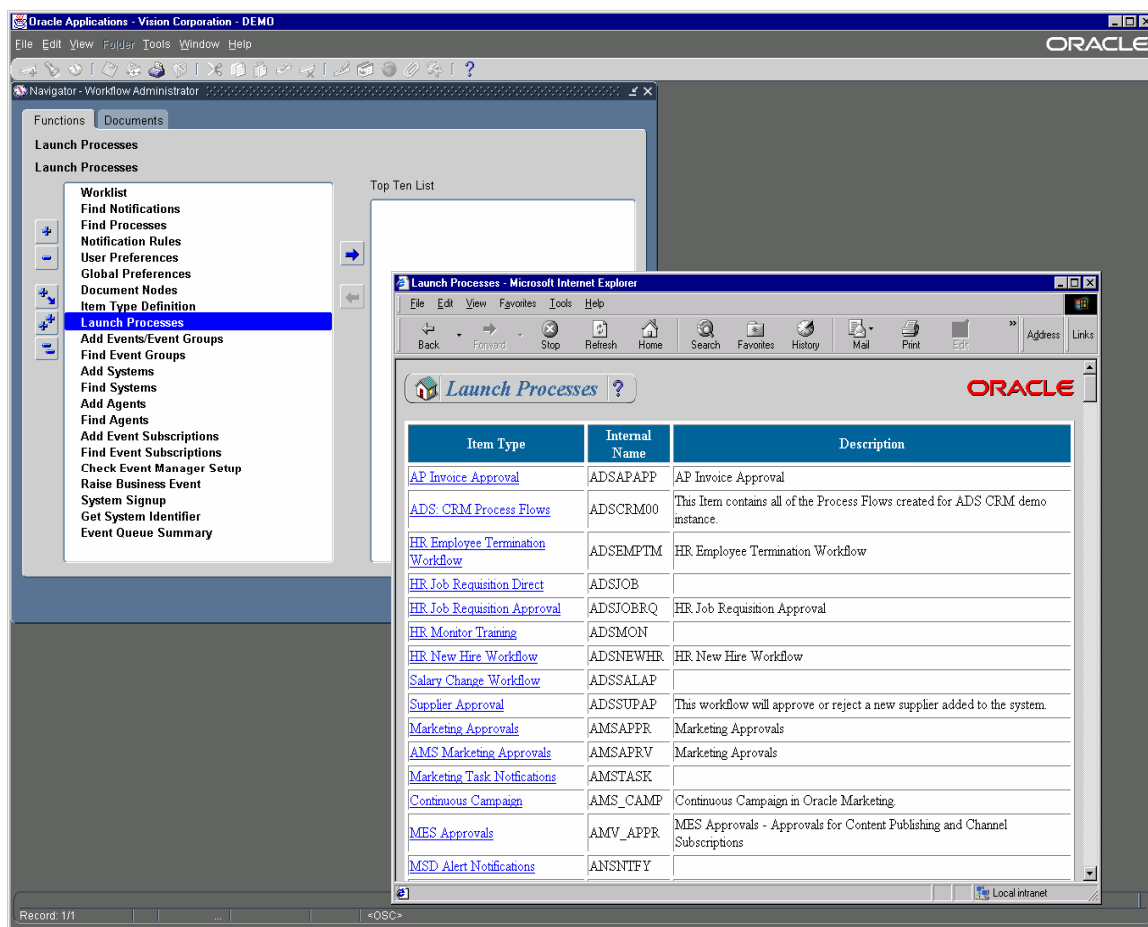 Oracle Applications - Vision Corporation - DEMO
File Edit View Folder Tools Window Help
ORACLE
Navigator - Workflow Administrator
Functions Documents
Launch Processes
Launch Processes
Top Ten List
Worklist
Find Notifications
Find Processes
Notification Rules
User Preferences
Global Preferences
Document Nodes
Item Type Definition
Launch Processes
Add Events/Event Groups
Find Event Groups
Add Systems
Find Systems
Add Agents
Find Agents
Add Event Subscriptions
Find Event Subscriptions
Check Event Manager Setup
Raise Business Event
System Signup
Get System Identifier
Event Queue Summary
Launch Processes - Microsoft Internet Explorer
File Edit View Favorites Tools Help
Back Forward Stop Refresh Home Search Favorites History Mail Print Edit » Address Links
Launch Processes ? ORACLE
Item Type Internal Name Description
AP Invoice Approval ADSAPAPP AP Invoice Approval
ADS: CRM Process Flows ADSCRM00 This Item contains all of the Process Flows created for ADS CRM demo
instance.
HR Employee Termination
Workflow ADSEMPTM HR Employee Termination Workflow
HR Job Requisition Direct ADSJOB
HR Job Requisition Approval ADSJOBRQ HR Job Requisition Approval
HR Monitor Training ADSMON
HR New Hire Workflow ADSNEWHR HR New Hire Workflow
Salary Change Workflow ADSSALAP
Supplier Approval ADSSUPAP This workflow will approve or reject a new supplier added to the system.
Marketing Approvals AMSAPPR Marketing Approvals
AMS Marketing Approvals AMSAPRV Marketing Aprovals
Marketing Task Notfications AMSTASK
Continuous Campaign AMS_CAMP Continuous Campaign in Oracle Marketing.
MES Approvals AMV_APPR MES Approvals - Approvals for Content Publishing and Channel
Subscriptions
MSD Alert Notifications ANSNTFY
Local intranet
Record: 1/1 ... <OSC>